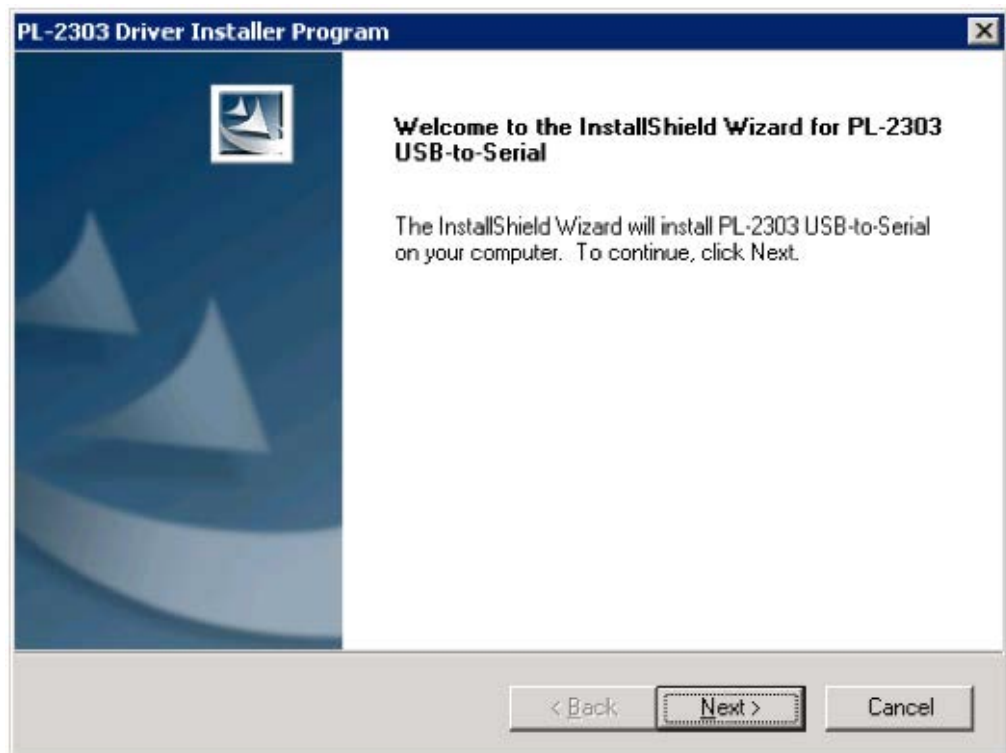 PL-2303 Driver Installer Program
Welcome to the InstallShield Wizard for PL-2303
USB-to-Serial
The InstallShield Wizard will install PL-2303 USB-to-Serial
on your computer.  To continue, click Next.
< Back
Next >
Cancel